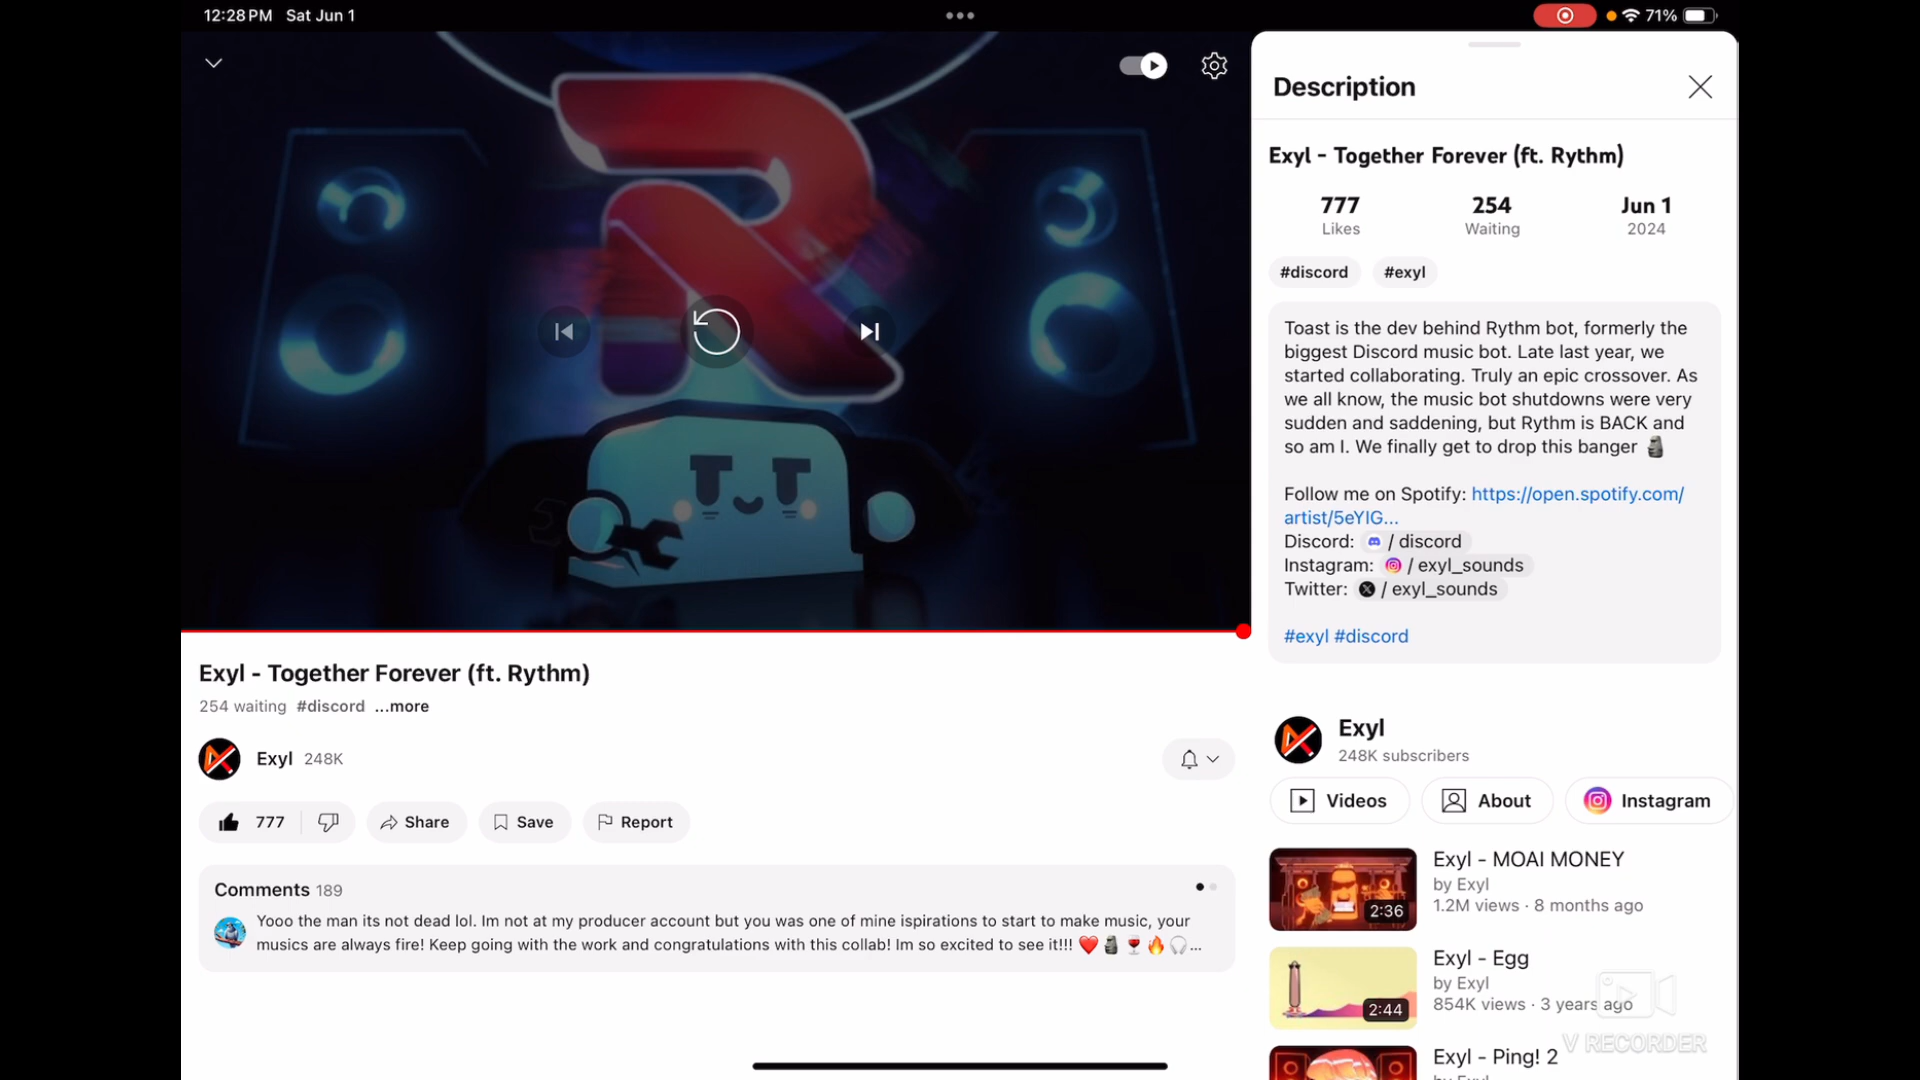 12:28 PM Sat Jun 1
71%
Exyl - Together Forever (ft. Rythm)
254 waiting #discord ...more
Exyl 248K
777
Share
Save
Report
Comments 189
Yooo the man its not dead lol. Im not at my producer account but you was one of mine ispirations to start to make music, your
musics are always fire! Keep going with the work and congratulations with this collab! Im so excited to see it!!! ❤️🗿🍷🔥🎧...
Description
Exyl - Together Forever (ft. Rythm)
777
Likes
254
Waiting
Jun 1
2024
#discord
#exyl
Toast is the dev behind Rythm bot, formerly the
biggest Discord music bot. Late last year, we
started collaborating. Truly an epic crossover. As
we all know, the music bot shutdowns were very
sudden and saddening, but Rythm is BACK and
so am I. We finally get to drop this banger 🗿
Follow me on Spotify: https://open.spotify.com/
artist/5eYIG...
Discord: / discord
Instagram: / exyl_sounds
Twitter: / exyl_sounds
#exyl #discord
Exyl
248K subscribers
Videos
About
Instagram
Exyl - MOAI MONEY
by Exyl
1.2M views · 8 months ago
2:36
Exyl - Egg
by Exyl
854K views · 3 years ago
2:44
Exyl - Ping! 2
V RECORDER